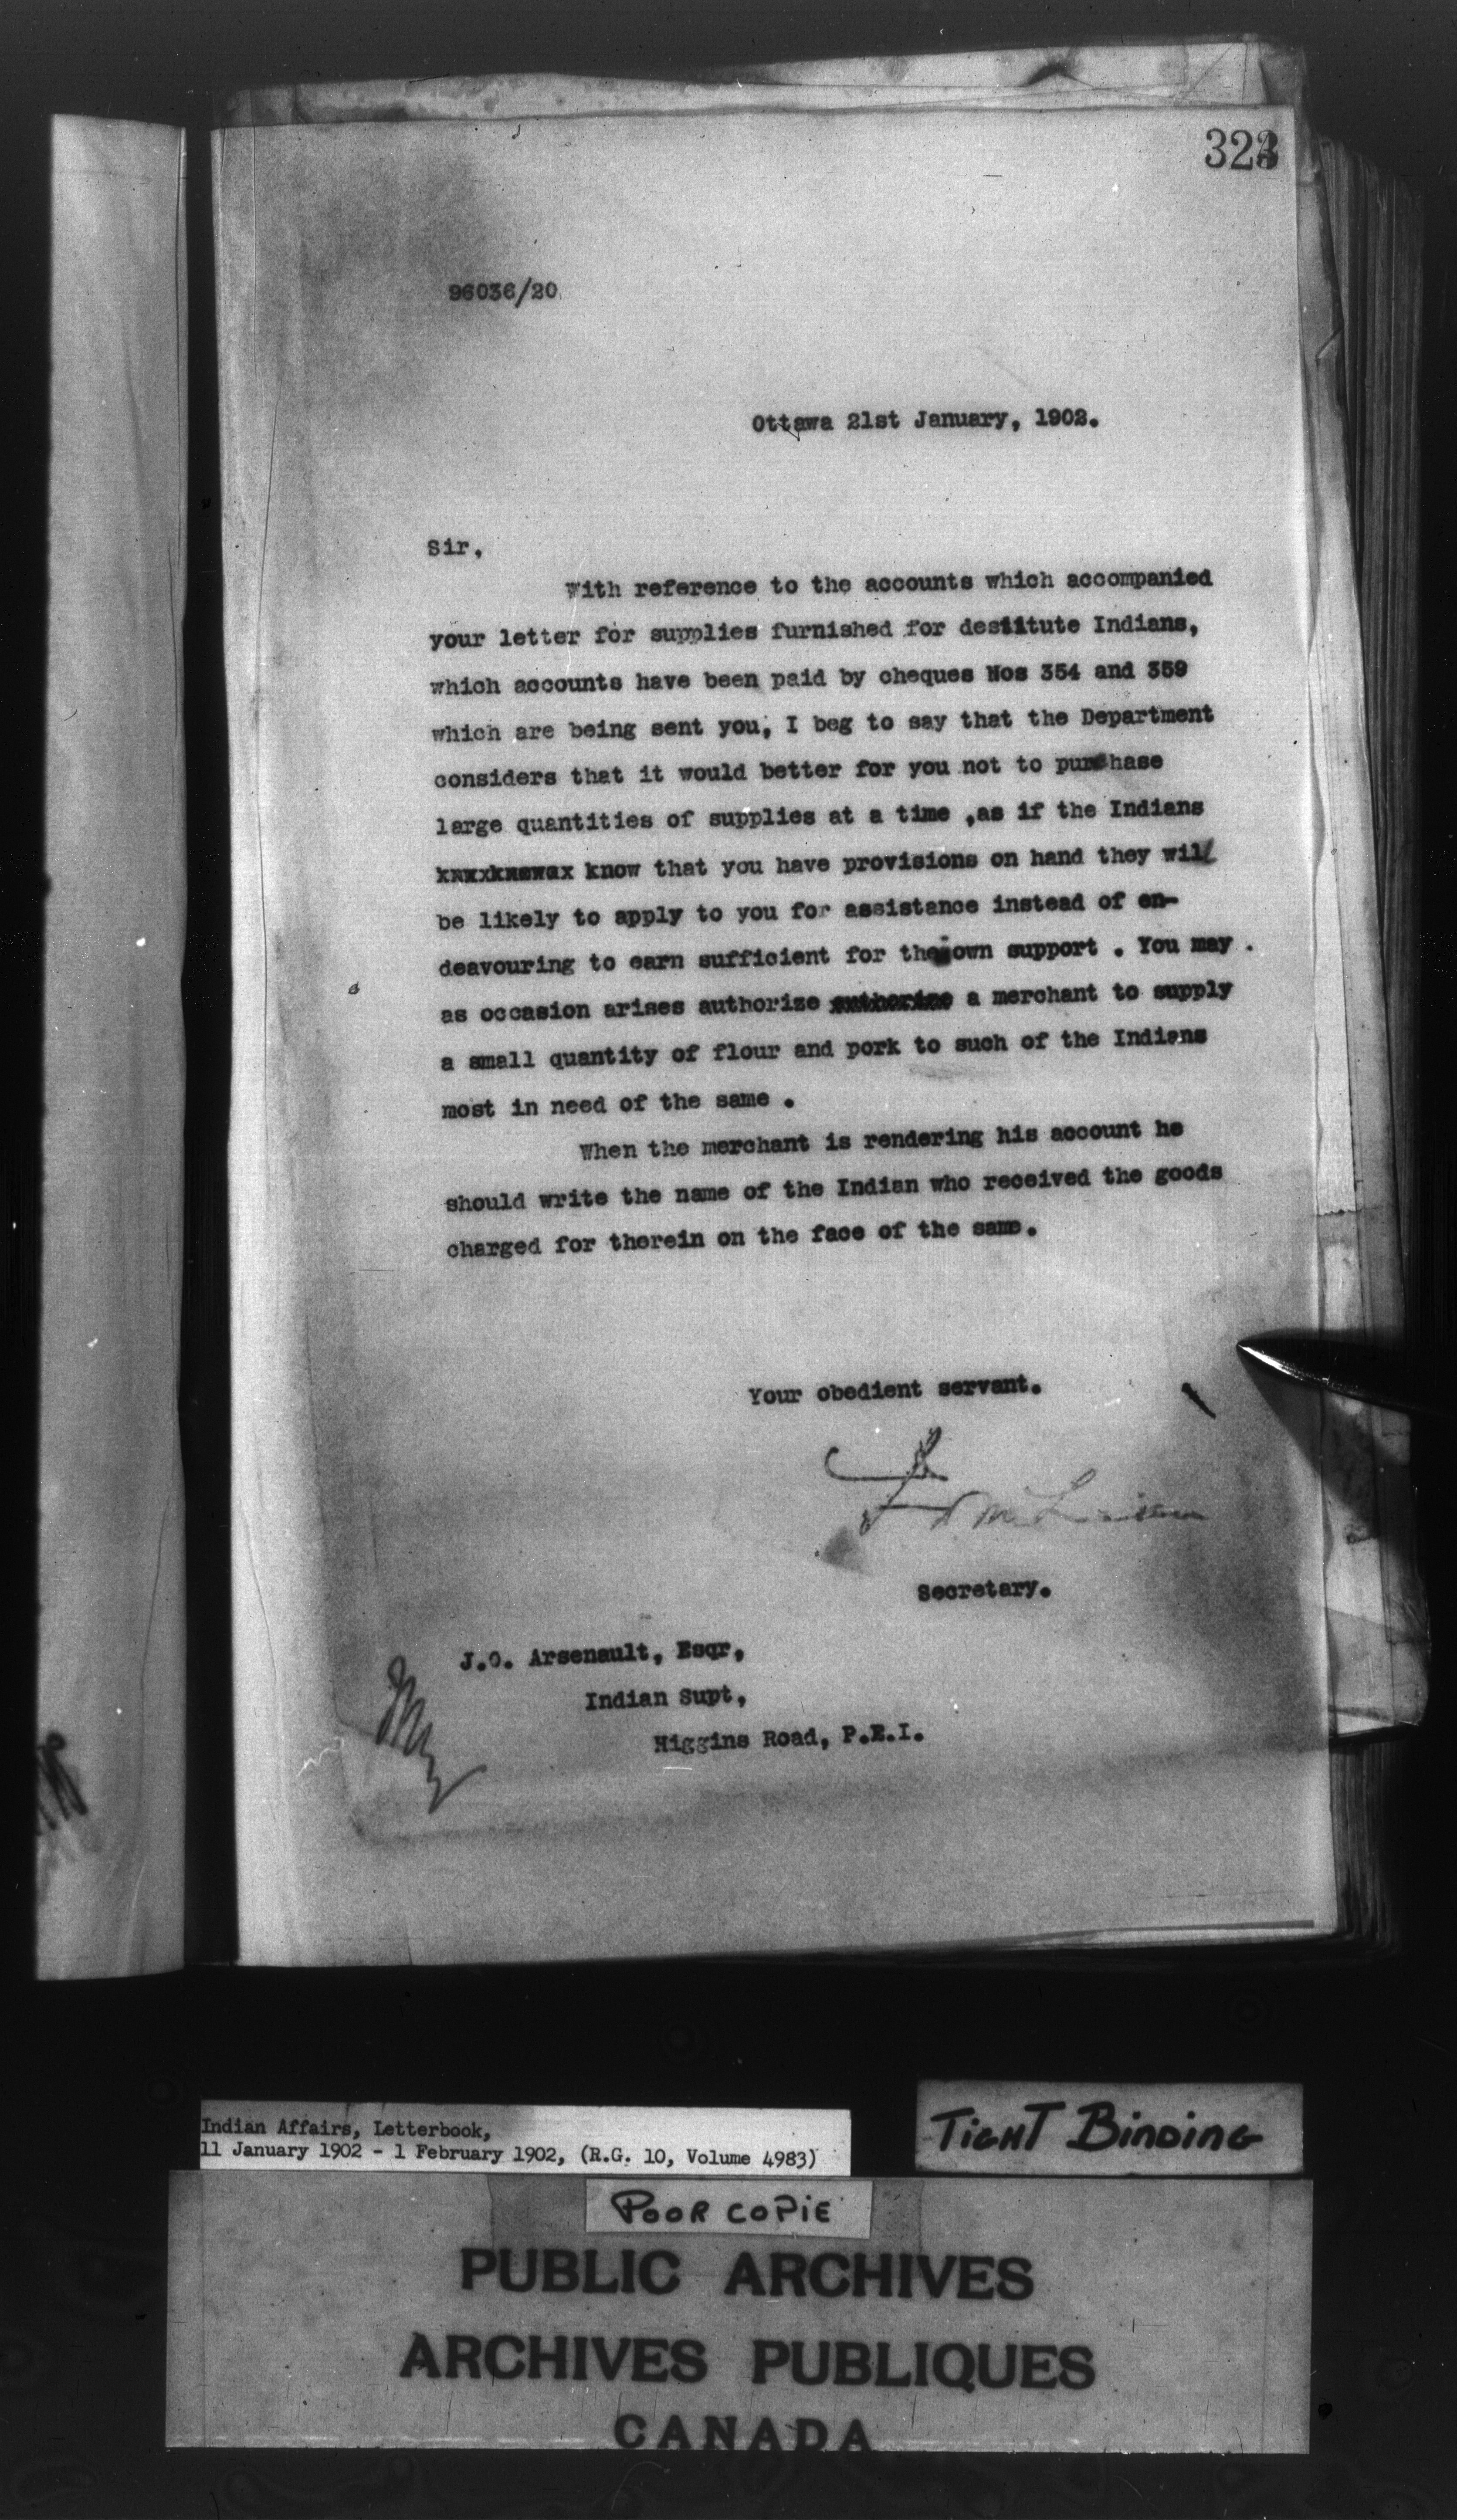 96036/20
Ottawa 21st January, 1902.
Sir,
With reference to the accounts which accompanied
your letter for supplies furnished for destitute Indians,
which accounts have been paid by cheques Nos 354 and 359
which are being sent you, I beg to say that the Department
considers that it would better for you not to purchase
large quantities of supplies at a time ,as if the Indians
know that you have provisions on hand they will
be likely to apply to you for assistance instead of en-
deavouring to earn sufficient for their own support . You may .
as occasion arises authorize authorize a merchant to supply
a small quantity of flour and pork to such of the Indians
most in need of the same .
When the merchant is rendering his account he
should write the name of the Indian who received the goods
charged for therein on the face of the same.
Your obedient servant.
Secretary.
J.O. Arsenault, Esqr,
Indian Supt,
Higgins Road, P.E.I.
Indian Affairs, Letterbook,
11 January 1902 - 1 February 1902, (R.G. 10, Volume 4983)
TIGHT BINDING
POOR COPIE
PUBLIC ARCHIVES
ARCHIVES PUBLIQUES
CANADA